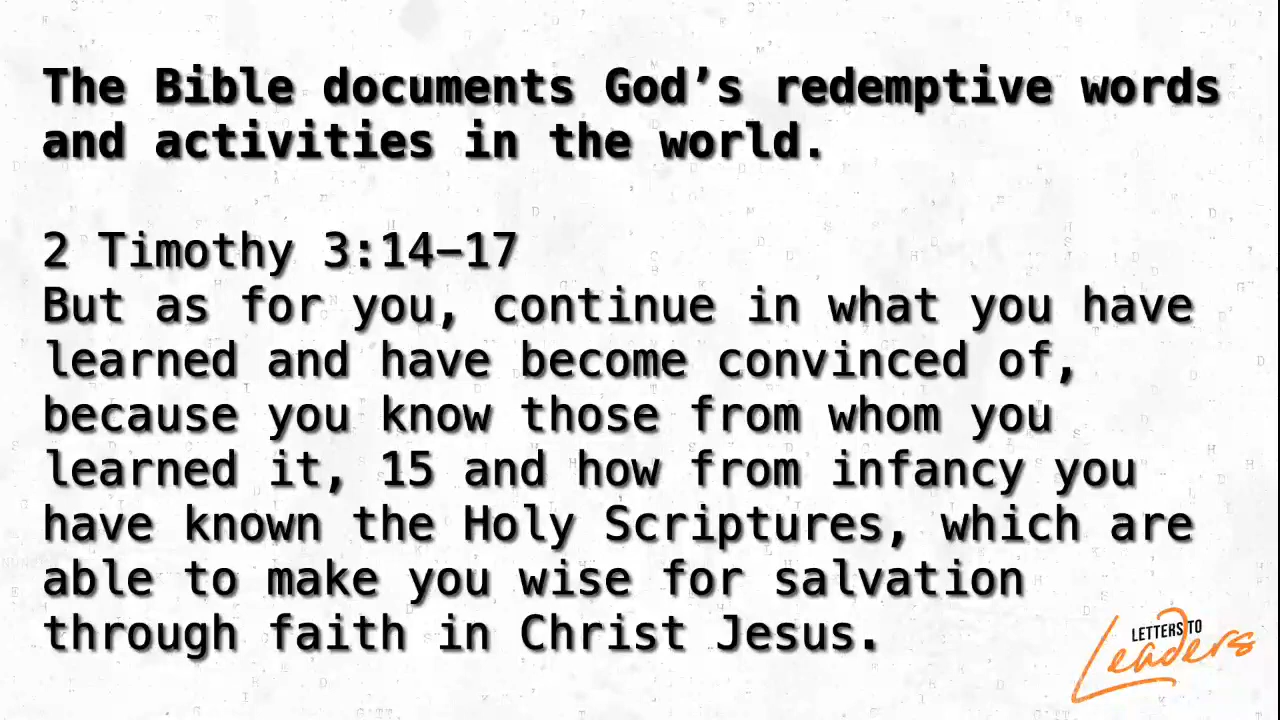 The Bible documents God’s redemptive words
and activities in the world.
2 Timothy 3:14–17
But as for you, continue in what you have
learned and have become convinced of,
because you know those from whom you
learned it, 15 and how from infancy you
have known the Holy Scriptures, which are
able to make you wise for salvation
through faith in Christ Jesus.
LETTERS TO
Leaders